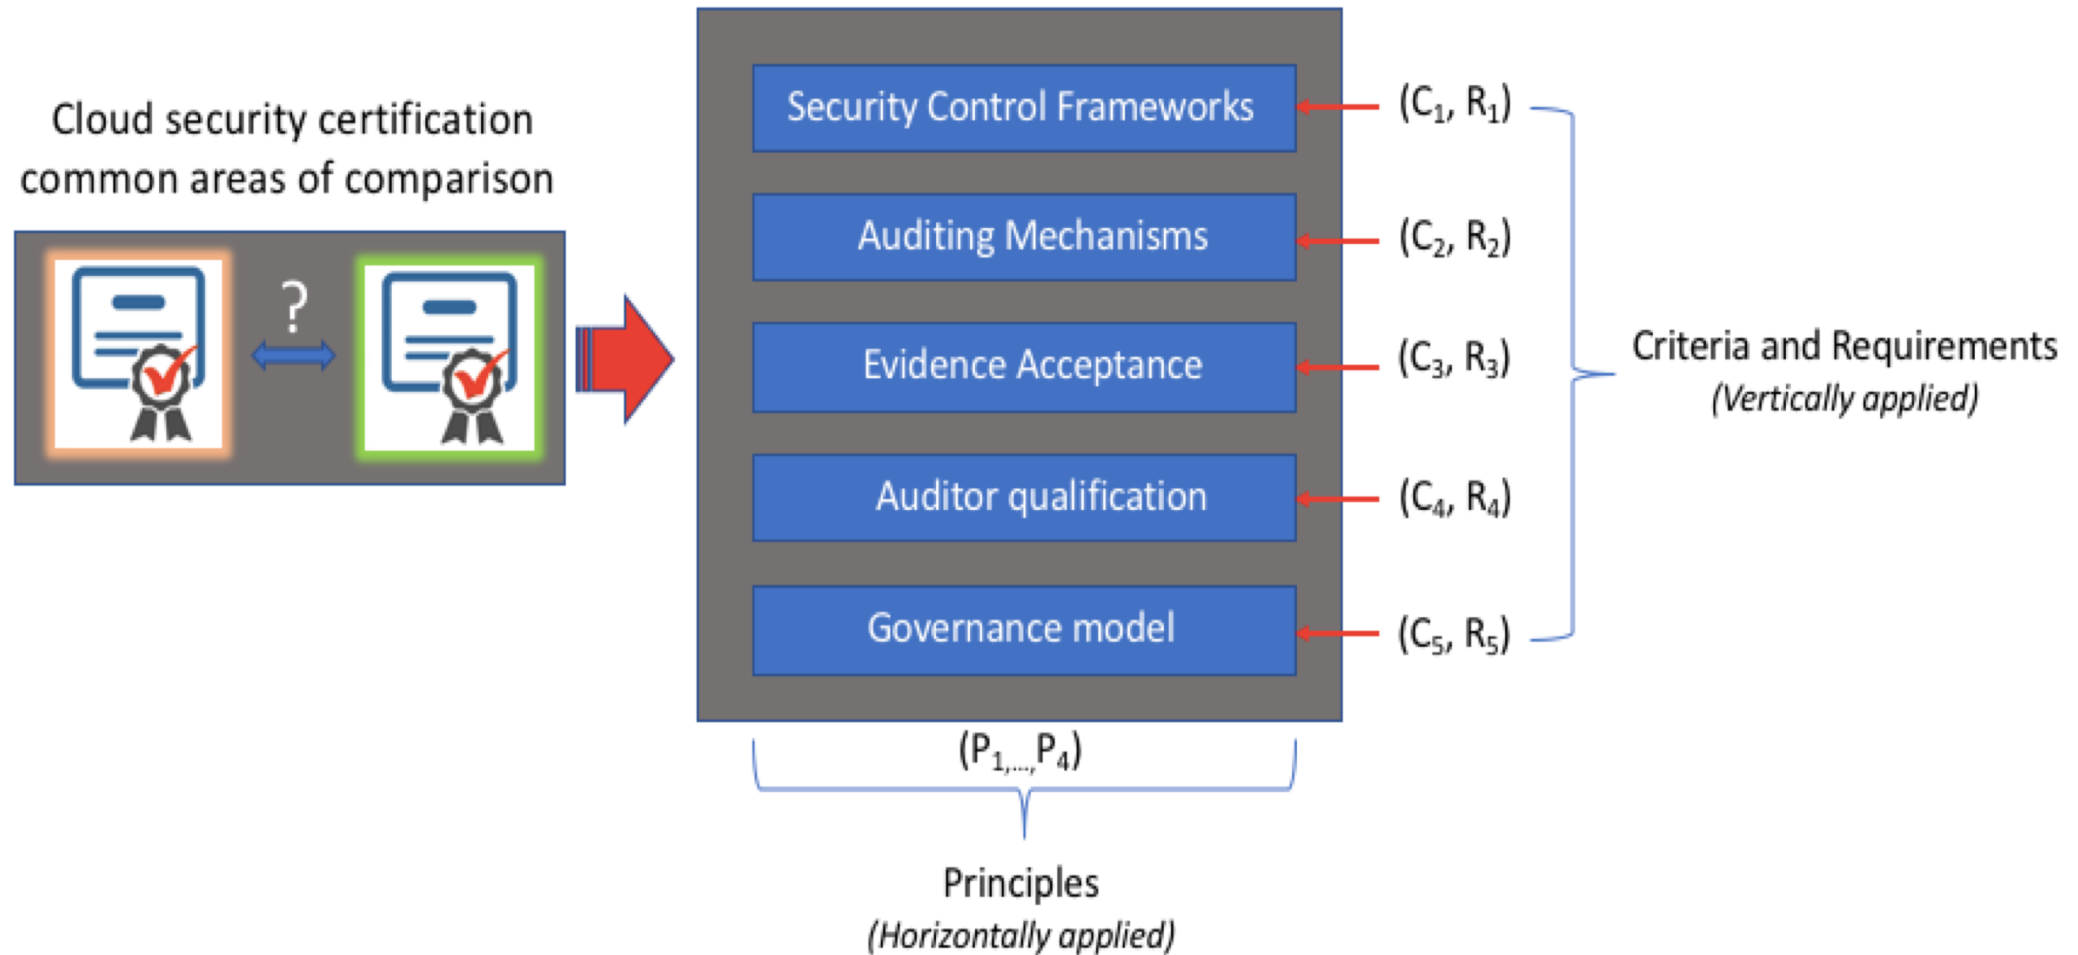 Cloud security certification
common areas of comparison
?
Security Control Frameworks
(C1, R1)
Auditing Mechanisms
(C2, R2)
Evidence Acceptance
(C3, R3)
Auditor qualification
(C4, R4)
Governance model
(C5, R5)
Criteria and Requirements
(Vertically applied)
(P1,...,P4)
Principles
(Horizontally applied)